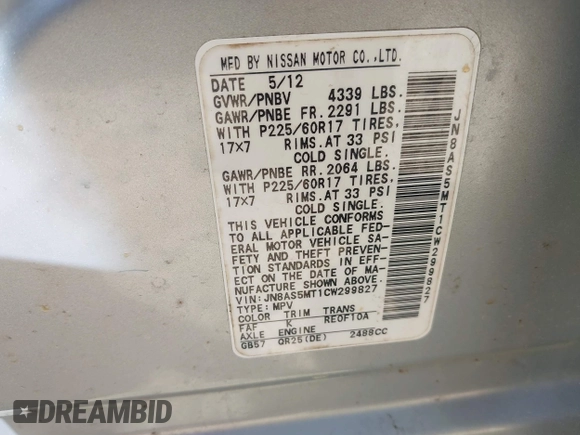 MFD BY NISSAN MOTOR CO.,LTD.
DATE 5/12
GVWR/PNBV 4339 LBS.
GAWR/PNBE FR. 2291 LBS.
WITH P225/60R17 TIRES.
17x7 RIMS.AT 33 PSI
COLD SINGLE.
GAWR/PNBE RR. 2064 LBS.
WITH P225/60R17 TIRES.
17x7 RIMS.AT 33 PSI
COLD SINGLE.
THIS VEHICLE CONFORMS
TO ALL APPLICABLE FED-
ERAL MOTOR VEHICLE SA-
FETY AND THEFT PREVEN-
TION STANDARDS IN EFF-
ECT ON THE DATE OF MA-
NUFACTURE SHOWN ABOVE.
VIN: JN8AS5MT1CW299827
TYPE: MPV
COLOR TRIM TRANS
FAF K RE0F10A
AXLE ENGINE
GB57 QR25(DE) 2488CC
JN8AS5MT1CW299827
DREAMBID